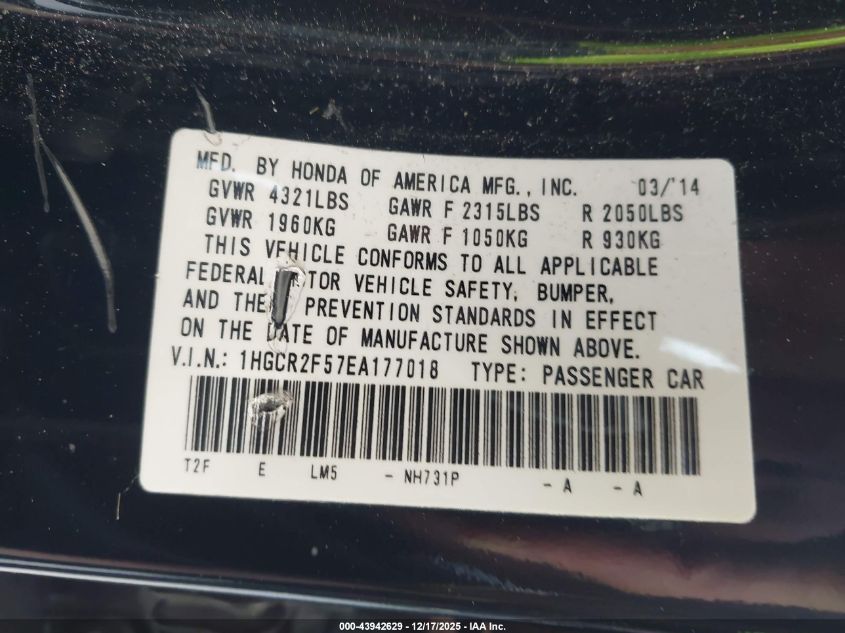 MFD. BY HONDA OF AMERICA MFG., INC. 03/'14
GVWR 4321LBS GAWR F 2315LBS R 2050LBS
GVWR 1960KG GAWR F 1050KG R 930KG
THIS VEHICLE CONFORMS TO ALL APPLICABLE
FEDERAL TOR VEHICLE SAFETY, BUMPER,
AND THE PREVENTION STANDARDS IN EFFECT
ON THE DATE OF MANUFACTURE SHOWN ABOVE.
V.I.N.: 1HGCR2F57EA177018 TYPE: PASSENGER CAR
T2F E LM5 - NH731P - A - A
000-43942629 - 12/17/2025 - IAA Inc.